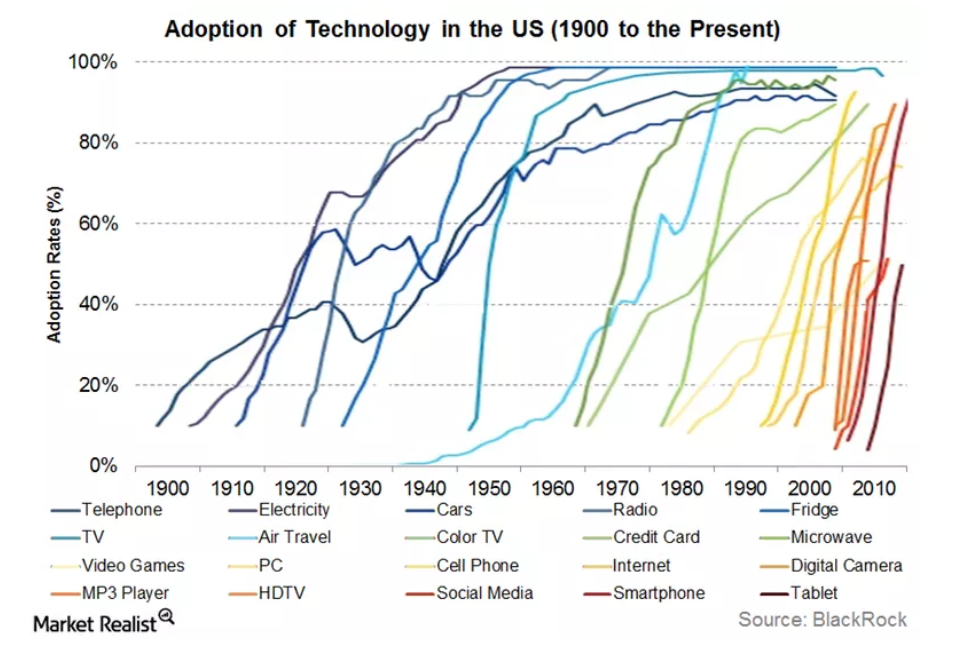 Adoption of Technology in the US (1900 to the Present)
100%
80%
60%
40%
20%
0%
Adoption Rates (%)
1900 1910 1920 1930 1940 1950 1960 1970 1980 1990 2000 2010
Telephone Electricity Cars Radio Fridge
TV Air Travel Color TV Credit Card Microwave
Video Games PC Cell Phone Internet Digital Camera
MP3 Player HDTV Social Media Smartphone Tablet
Market Realist
Source: BlackRock